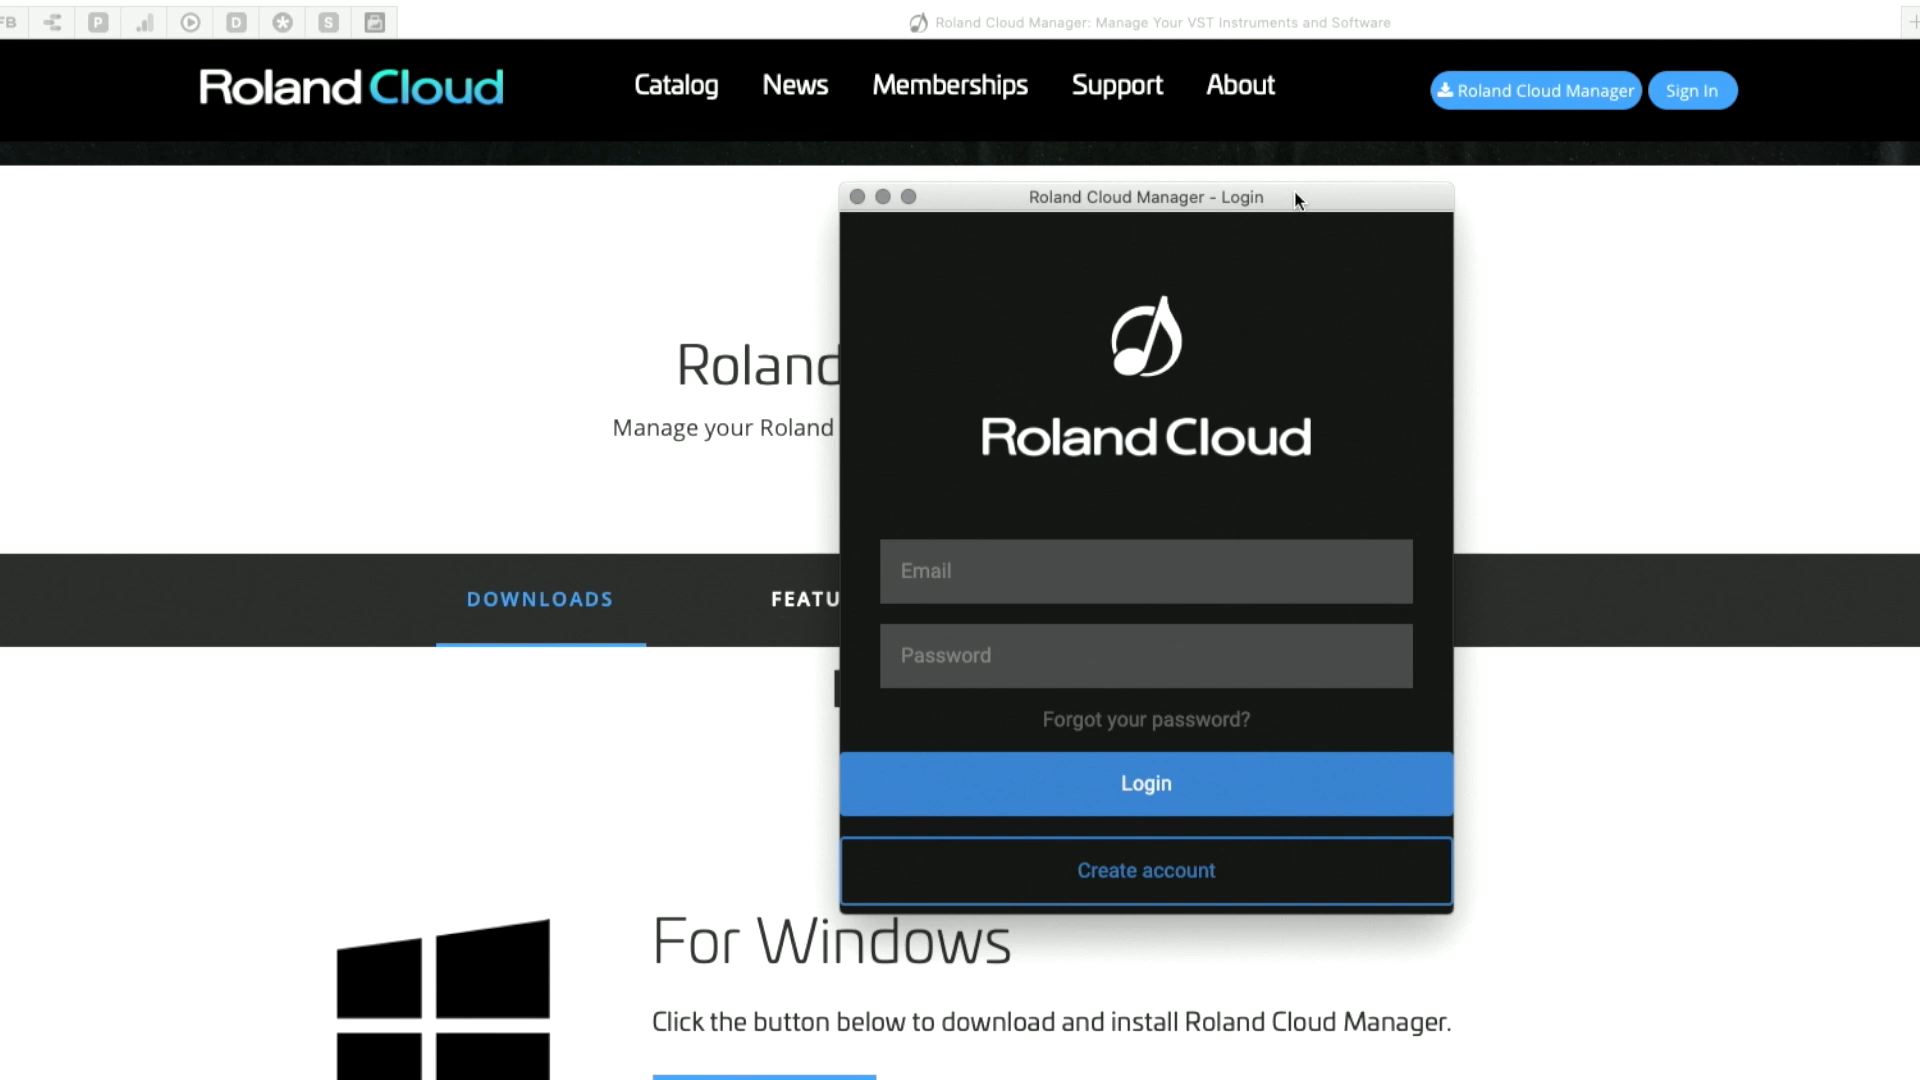 FB
P
D
S
Roland Cloud Manager: Manage Your VST Instruments and Software
Roland Cloud
Catalog
News
Memberships
Support
About
Roland Cloud Manager
Sign In
Roland Cloud Manager - Login
Roland
Manage your Roland
Roland Cloud
Email
DOWNLOADS
FEATU
Password
Forgot your password?
Login
Create account
For Windows
Click the button below to download and install Roland Cloud Manager.